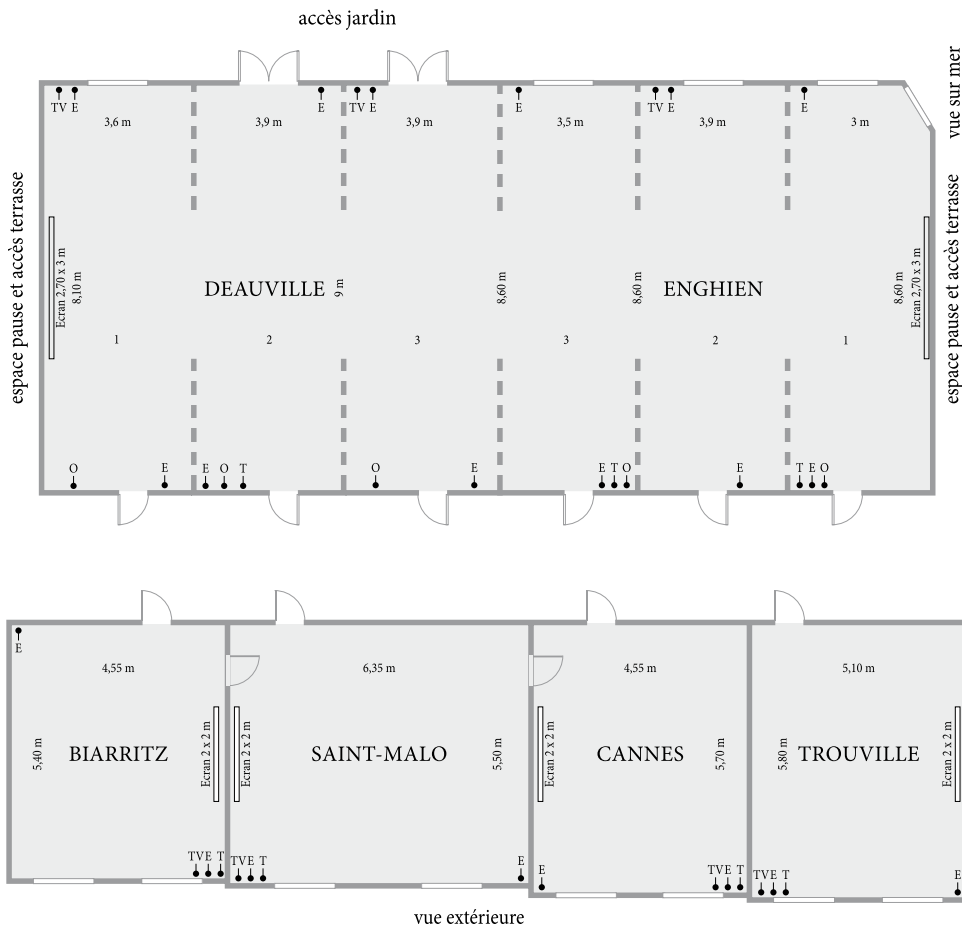 accès jardin
vue sur mer
espace pause et accès terrasse
espace pause et accès terrasse
TV E
E
TV E
E
TV E
E
3,6 m
3,9 m
3,9 m
3,5 m
3,9 m
3 m
Ecran 2,70 x 3 m
8,10 m
DEAUVILLE
9 m
8,60 m
8,60 m
ENGHIEN
8,60 m
Ecran 2,70 x 3 m
1
2
3
3
2
1
O
E
E O T
O
E
E T O
E
T E O
E
4,55 m
6,35 m
4,55 m
5,10 m
5,40 m
BIARRITZ
Ecran 2 x 2 m
Ecran 2 x 2 m
SAINT-MALO
5,50 m
Ecran 2 x 2 m
CANNES
5,70 m
5,80 m
TROUVILLE
Ecran 2 x 2 m
TV E T
TV E T
E
E
TV E T
TV E T
E
vue extérieure